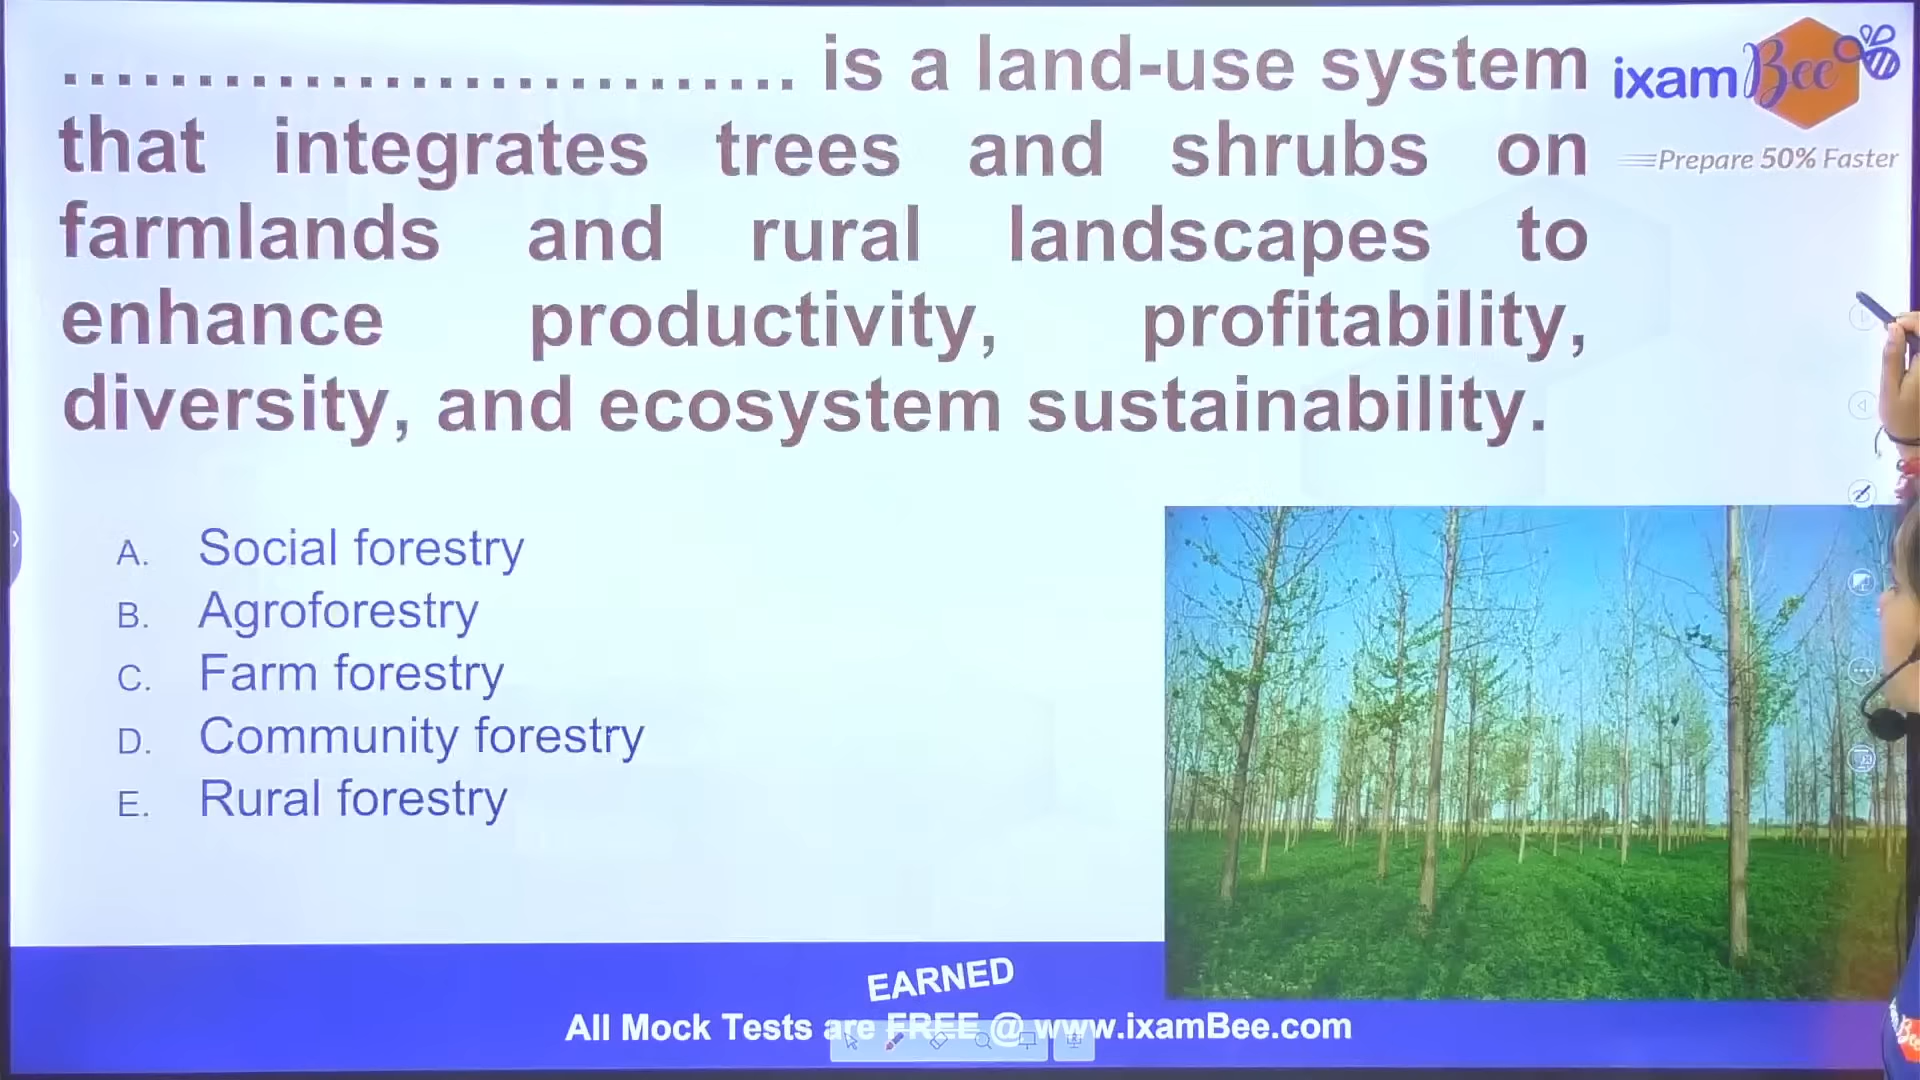 ............................ is a land-use system
that integrates trees and shrubs on
farmlands and rural landscapes to
enhance productivity, profitability,
diversity, and ecosystem sustainability.
ixamBee
Prepare 50% Faster
A. Social forestry
B. Agroforestry
C. Farm forestry
D. Community forestry
E. Rural forestry
EARNED
All Mock Tests are FREE @ www.ixamBee.com
Bee